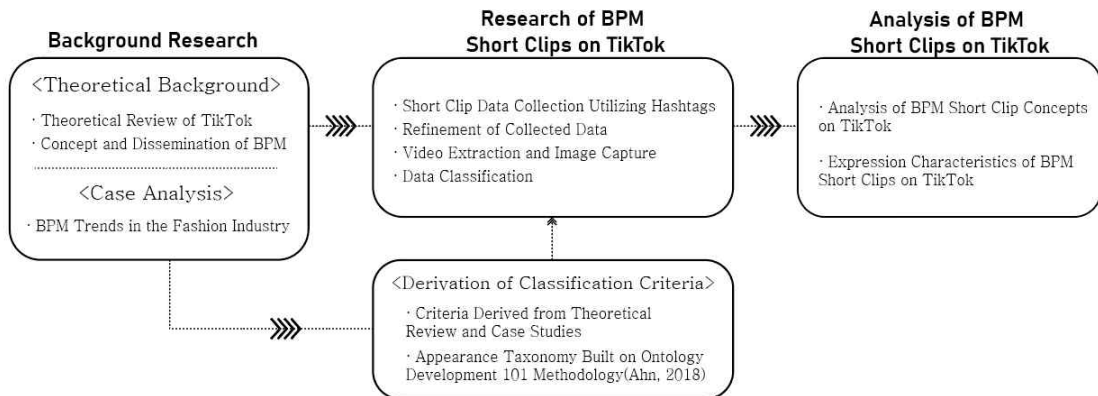 Background Research
<Theoretical Background>
· Theoretical Review of TikTok
· Concept and Dissemination of BPM
<Case Analysis>
· BPM Trends in the Fashion Industry
Research of BPM
Short Clips on TikTok
· Short Clip Data Collection Utilizing Hashtags
· Refinement of Collected Data
· Video Extraction and Image Capture
· Data Classification
<Derivation of Classification Criteria>
· Criteria Derived from Theoretical
Review and Case Studies
· Appearance Taxonomy Built on Ontology
Development 101 Methodology(Ahn, 2018)
Analysis of BPM
Short Clips on TikTok
· Analysis of BPM Short Clip Concepts
on TikTok
· Expression Characteristics of BPM
Short Clips on TikTok